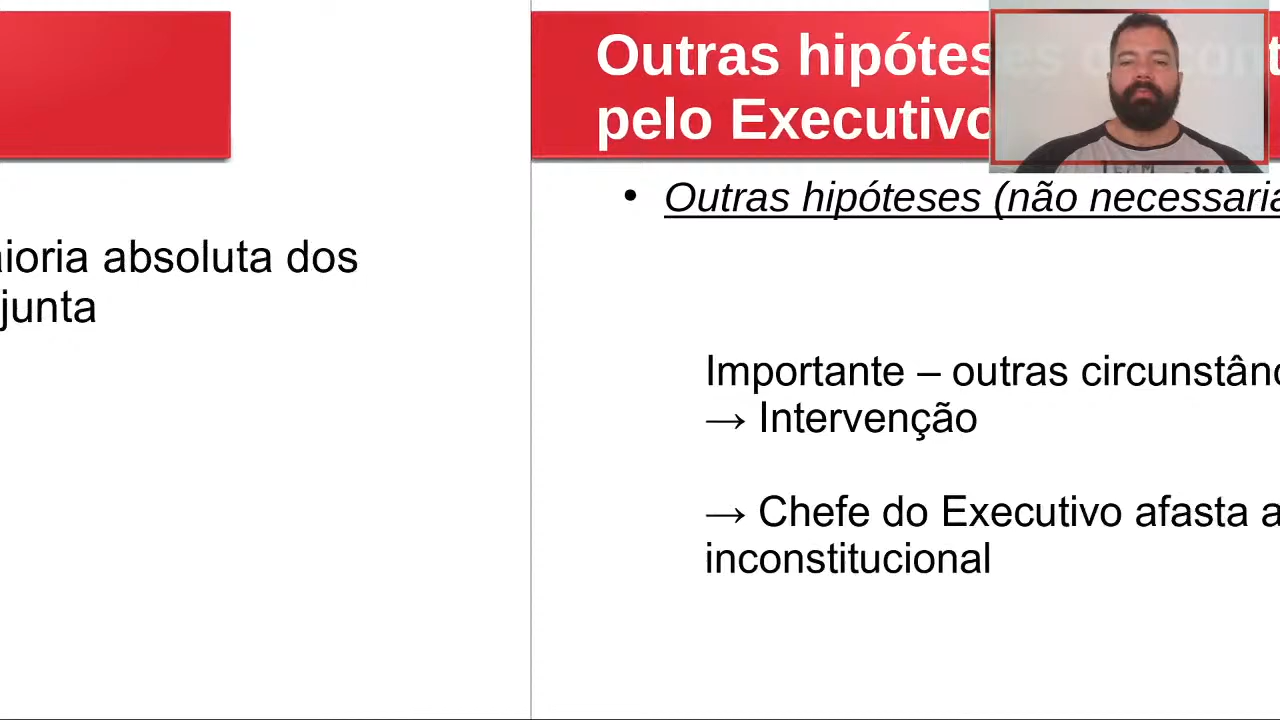 aioria absoluta dos
junta
Outras hipóteses
pelo Executivo
• Outras hipóteses (não necessaria
Importante – outras circunstânc
→ Intervenção
→ Chefe do Executivo afasta a
inconstitucional